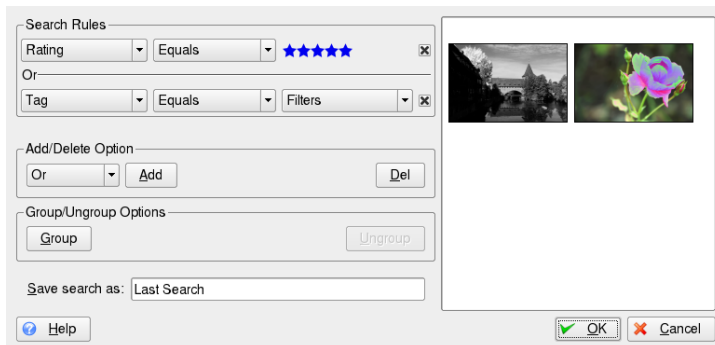 Search Rules
Rating Equals
Or
Tag Equals Filters
Add/Delete Option
Or Add Del
Group/Ungroup Options
Group Ungroup
Save search as: Last Search
Help OK Cancel